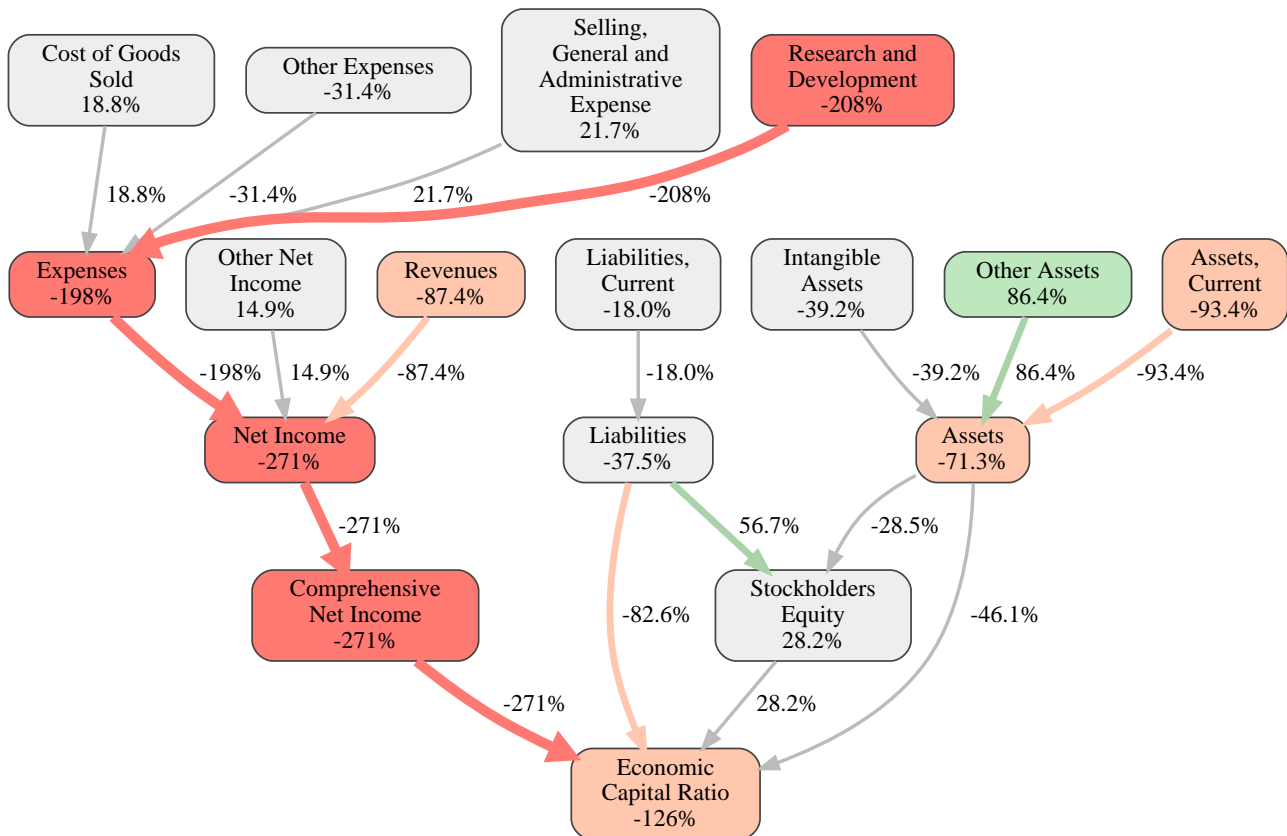 Cost of Goods
Sold
18.8%
Other Expenses
-31.4%
Selling,
General and
Administrative
Expense
21.7%
Research and
Development
-208%
18.8%
-31.4%
21.7%
-208%
Expenses
-198%
Other Net
Income
14.9%
Revenues
-87.4%
Liabilities,
Current
-18.0%
Intangible
Assets
-39.2%
Other Assets
86.4%
Assets,
Current
-93.4%
-198%
14.9%
-87.4%
-18.0%
-39.2%
86.4%
-93.4%
Net Income
-271%
Liabilities
-37.5%
Assets
-71.3%
-271%
56.7%
-28.5%
Comprehensive
Net Income
-271%
-82.6%
Stockholders
Equity
28.2%
-46.1%
-271%
28.2%
Economic
Capital Ratio
-126%